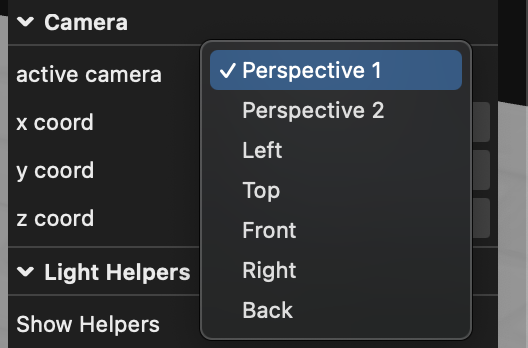 Camera
active camera
✓ Perspective 1
Perspective 2
x coord
Left
y coord
Top
z coord
Front
Light Helpers
Right
Show Helpers
Back